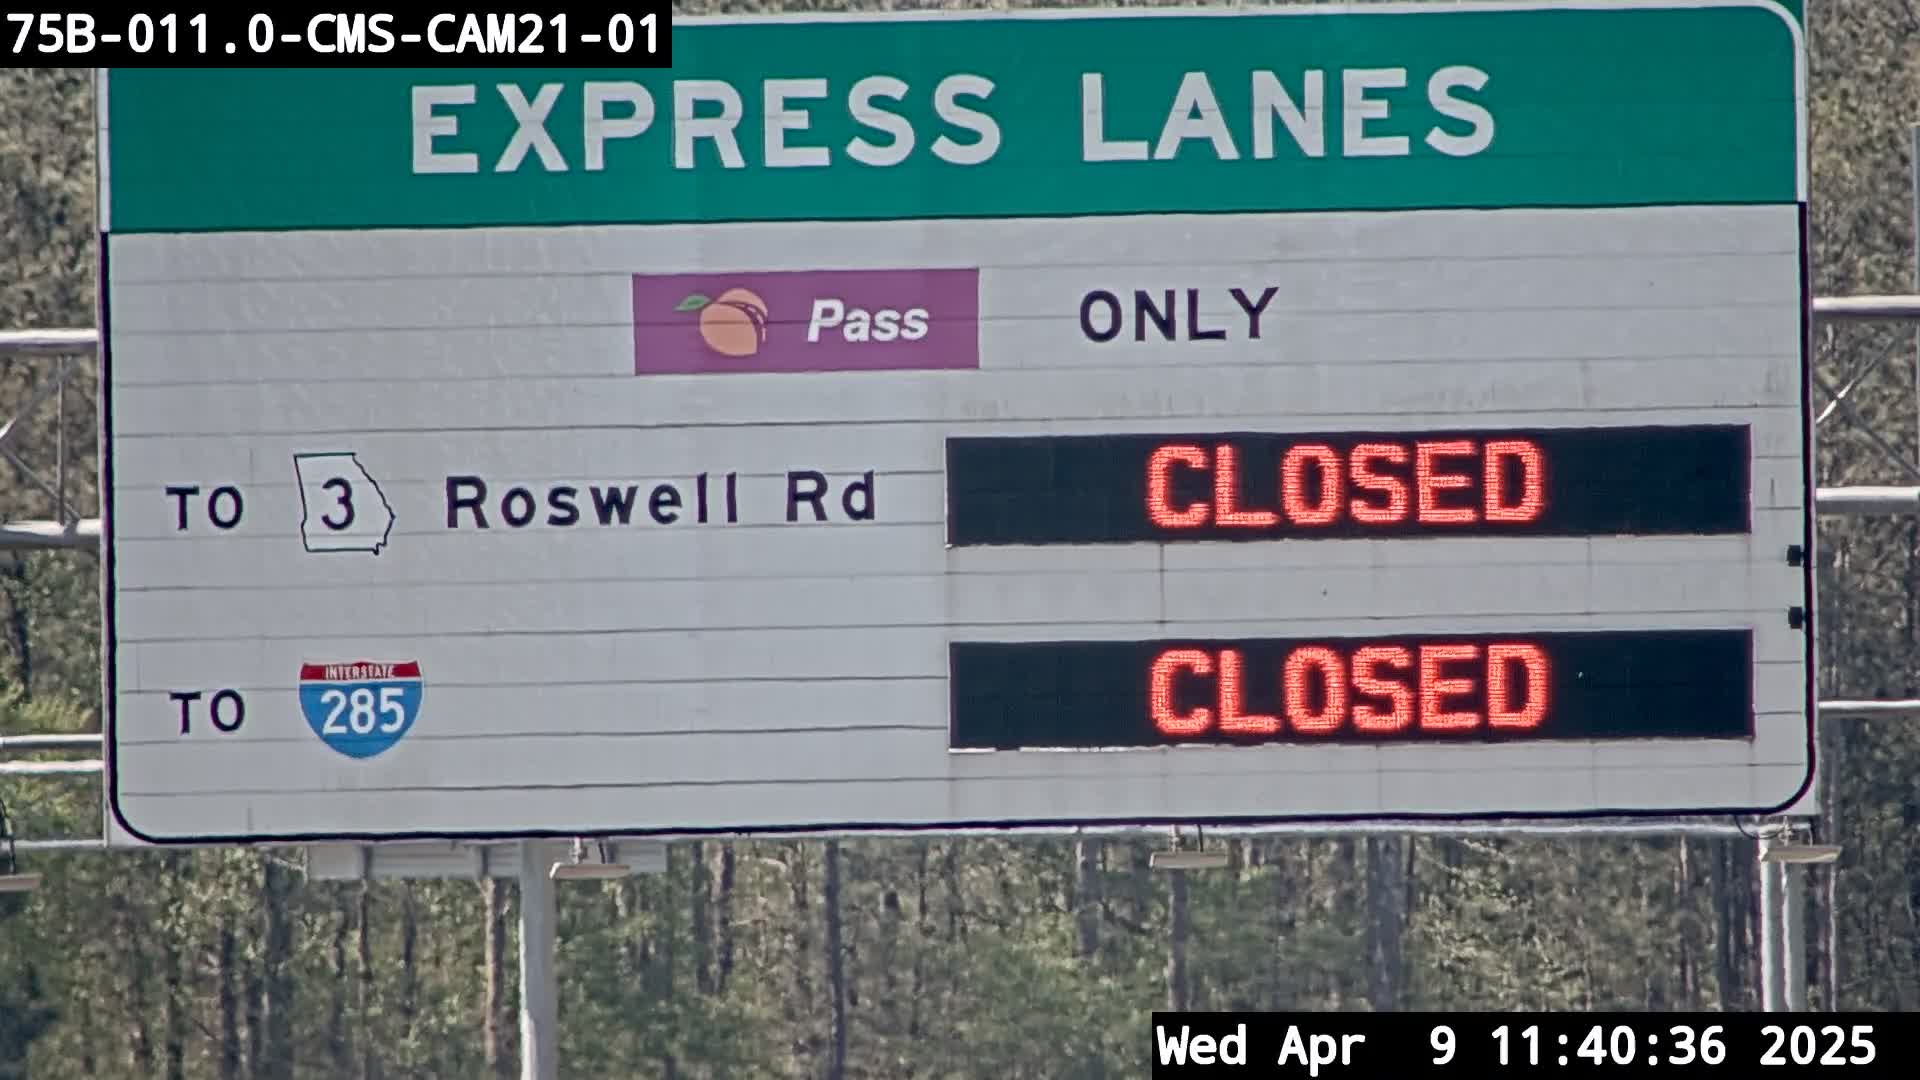 75B-011.0-CMS-CAM21-01
EXPRESS LANES
Pass ONLY
TO 3 Roswell Rd CLOSED
INTERSTATE
TO 285 CLOSED
Wed Apr 9 11:40:36 2025